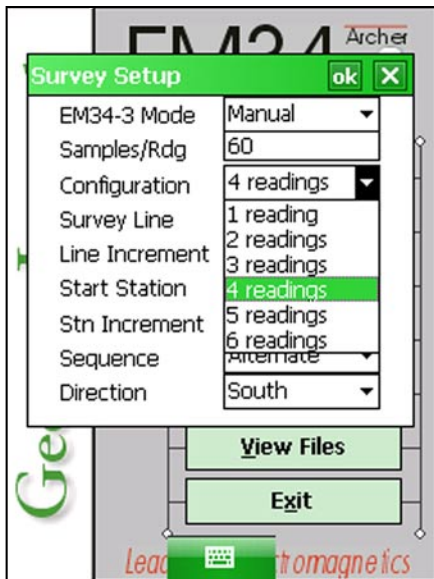 Archer
Survey Setup ok X
EM34-3 Mode Manual
Samples/Rdg 60
Configuration 4 readings
Survey Line 1 reading
2 readings
Line Increment 3 readings
Start Station 4 readings
Stn Increment 5 readings
6 readings
Sequence Alternate
Direction South
View Files
Exit